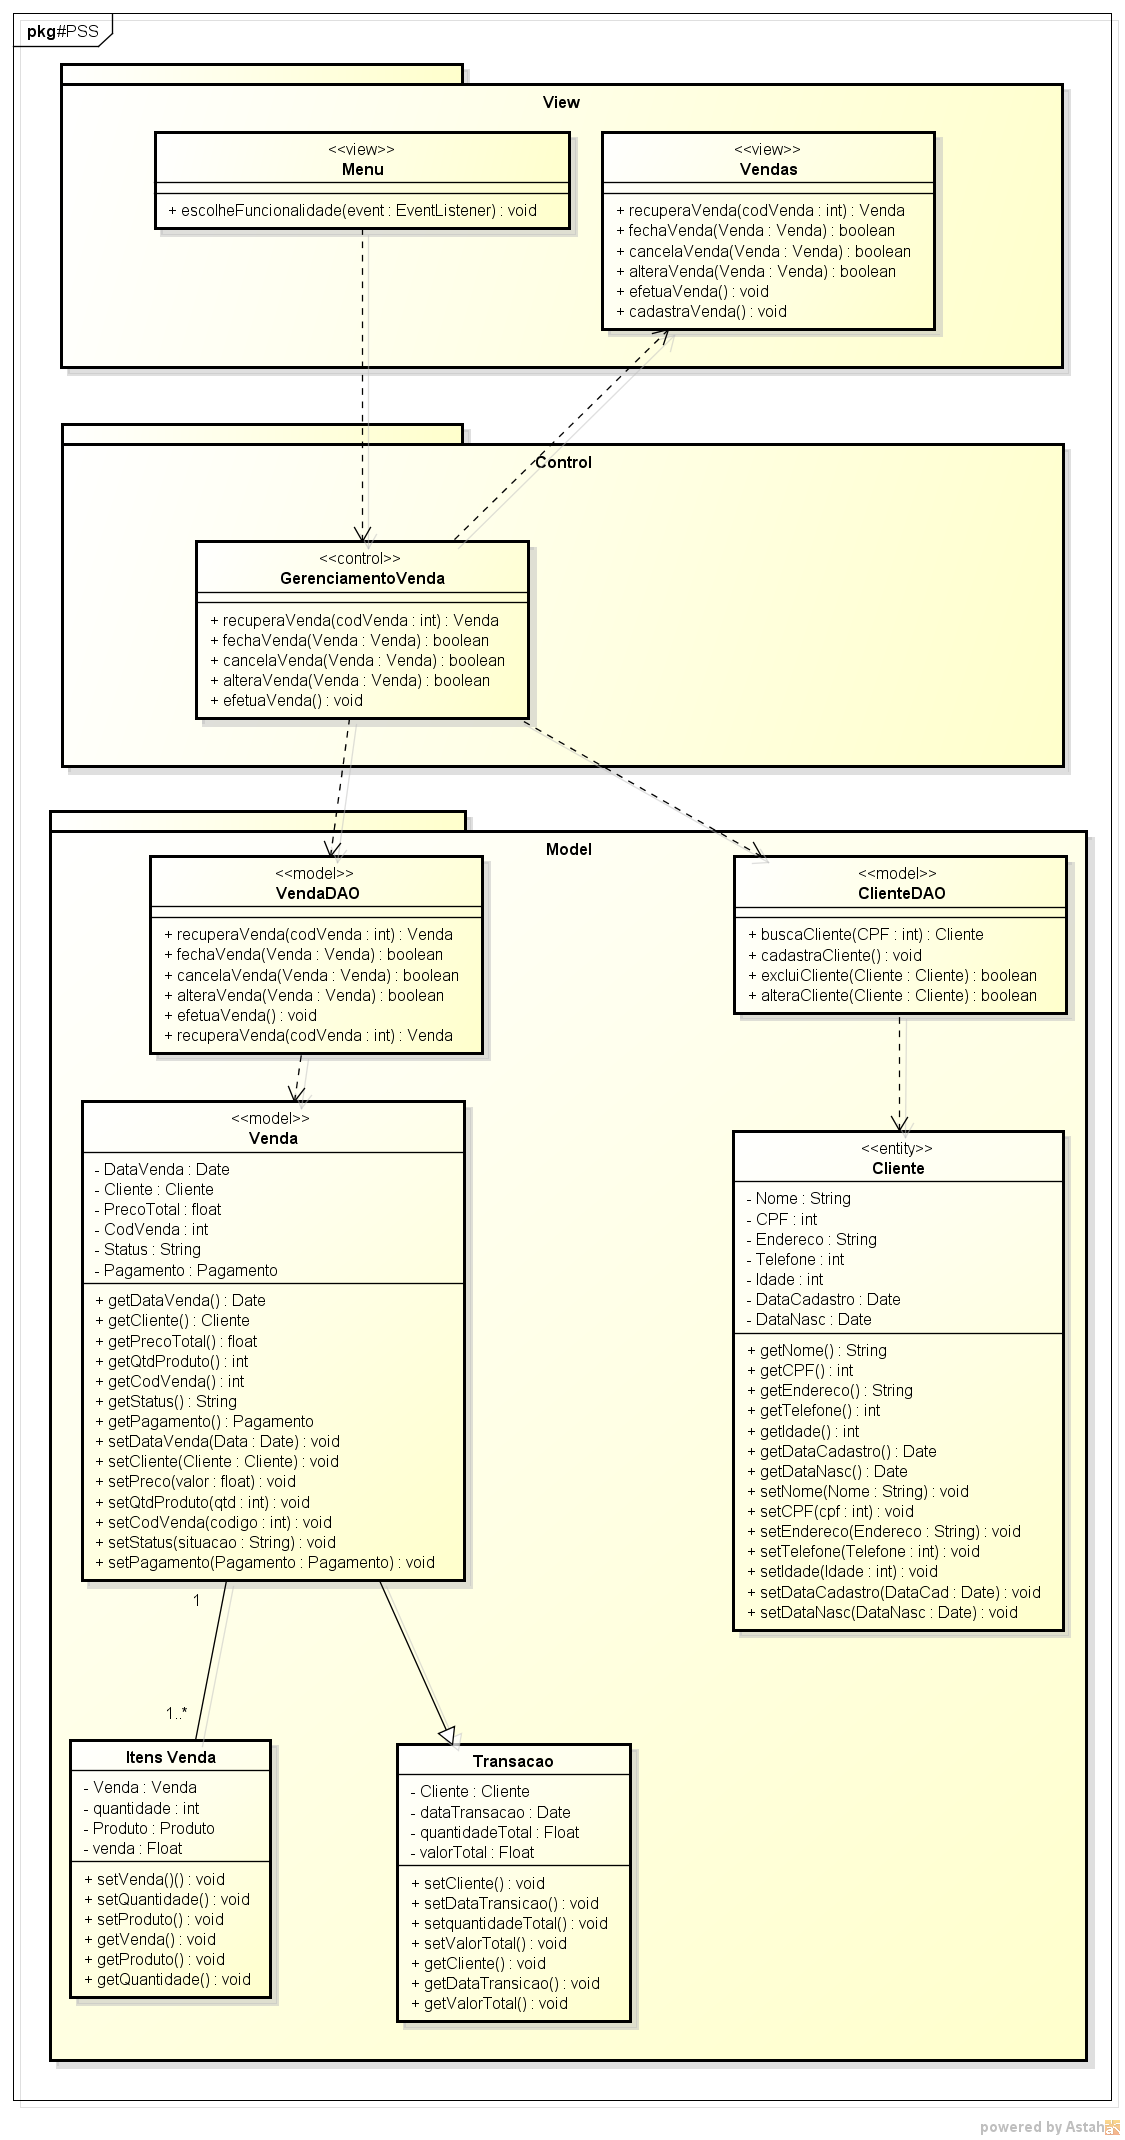 pkg#PSS
View
<<view>>
Menu
+ escolheFuncionalidade(event : EventListener) : void
<<view>>
Vendas
+ recuperaVenda(codVenda : int) : Venda
+ fechaVenda(Venda : Venda) : boolean
+ cancelaVenda(Venda : Venda) : boolean
+ alteraVenda(Venda : Venda) : boolean
+ efetuaVenda() : void
+ cadastraVenda() : void
Control
<<control>>
GerenciamentoVenda
+ recuperaVenda(codVenda : int) : Venda
+ fechaVenda(Venda : Venda) : boolean
+ cancelaVenda(Venda : Venda) : boolean
+ alteraVenda(Venda : Venda) : boolean
+ efetuaVenda() : void
Model
<<model>>
VendaDAO
+ recuperaVenda(codVenda : int) : Venda
+ fechaVenda(Venda : Venda) : boolean
+ cancelaVenda(Venda : Venda) : boolean
+ alteraVenda(Venda : Venda) : boolean
+ efetuaVenda() : void
+ recuperaVenda(codVenda : int) : Venda
<<model>>
ClienteDAO
+ buscaCliente(CPF : int) : Cliente
+ cadastraCliente() : void
+ excluiCliente(Cliente : Cliente) : boolean
+ alteraCliente(Cliente : Cliente) : boolean
<<model>>
Venda
- DataVenda : Date
- Cliente : Cliente
- PrecoTotal : float
- CodVenda : int
- Status : String
- Pagamento : Pagamento
+ getDataVenda() : Date
+ getCliente() : Cliente
+ getPrecoTotal() : float
+ getQtdProduto() : int
+ getCodVenda() : int
+ getStatus() : String
+ getPagamento() : Pagamento
+ setDataVenda(Data : Date) : void
+ setCliente(Cliente : Cliente) : void
+ setPreco(valor : float) : void
+ setQtdProduto(qtd : int) : void
+ setCodVenda(codigo : int) : void
+ setStatus(situacao : String) : void
+ setPagamento(Pagamento : Pagamento) : void
<<entity>>
Cliente
- Nome : String
- CPF : int
- Endereco : String
- Telefone : int
- Idade : int
- DataCadastro : Date
- DataNasc : Date
+ getNome() : String
+ getCPF() : int
+ getEndereco() : String
+ getTelefone() : int
+ getIdade() : int
+ getDataCadastro() : Date
+ getDataNasc() : Date
+ setNome(Nome : String) : void
+ setCPF(cpf : int) : void
+ setEndereco(Endereco : String) : void
+ setTelefone(Telefone : int) : void
+ setIdade(Idade : int) : void
+ setDataCadastro(DataCad : Date) : void
+ setDataNasc(DataNasc : Date) : void
1
1..*
Itens Venda
- Venda : Venda
- quantidade : int
- Produto : Produto
- venda : Float
+ setVenda()() : void
+ setQuantidade() : void
+ setProduto() : void
+ getVenda() : void
+ getProduto() : void
+ getQuantidade() : void
Transacao
- Cliente : Cliente
- dataTransacao : Date
- quantidadeTotal : Float
- valorTotal : Float
+ setCliente() : void
+ setDataTransicao() : void
+ setquantidadeTotal() : void
+ setValorTotal() : void
+ getCliente() : void
+ getDataTransicao() : void
+ getValorTotal() : void
powered by Astah